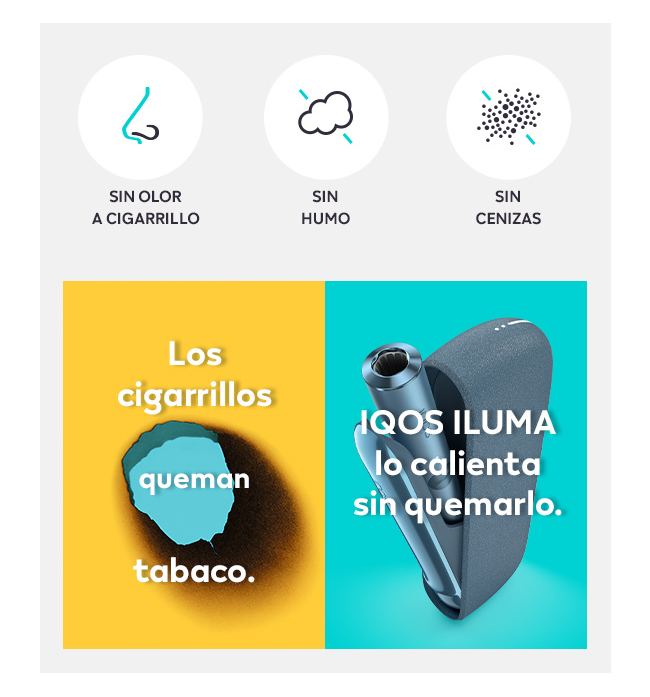 SIN OLOR
A CIGARRILLO
SIN
HUMO
SIN
CENIZAS
Los
cigarrillos
queman
tabaco.
IQOS ILUMA
lo calienta
sin quemarlo.